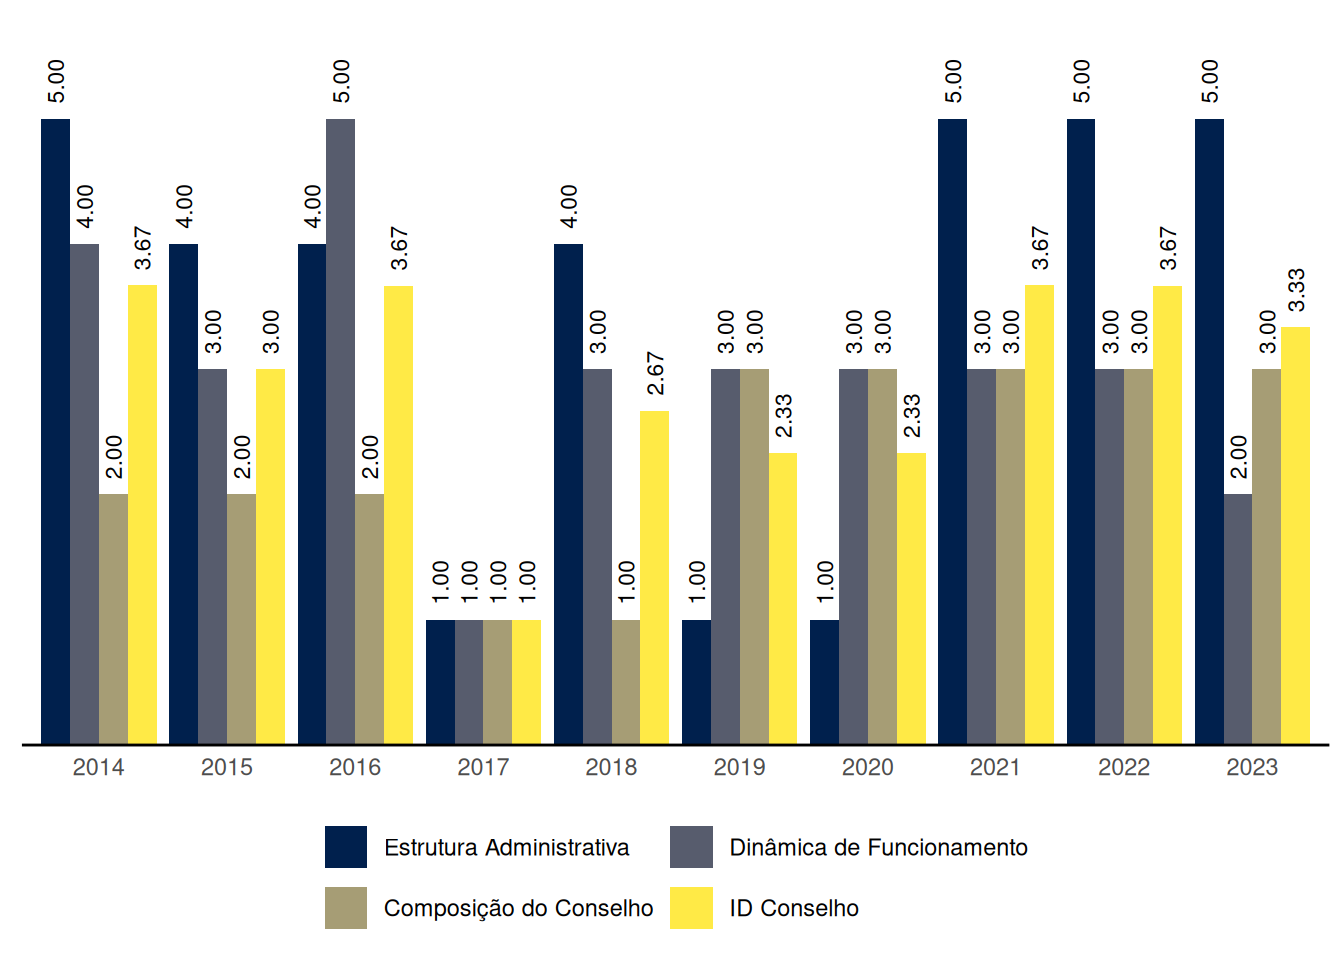 5.00 4.00 2.00 3.67 4.00 3.00 2.00 3.00 4.00 5.00 2.00 3.67 1.00 1.00 1.00 1.00 4.00 3.00 1.00 2.67 1.00 3.00 3.00 2.33 1.00 3.00 3.00 2.33 5.00 3.00 3.00 3.67 5.00 3.00 3.00 3.67 5.00 2.00 3.00 3.33
2014 2015 2016 2017 2018 2019 2020 2021 2022 2023
Estrutura Administrativa Dinâmica de Funcionamento
Composição do Conselho ID Conselho